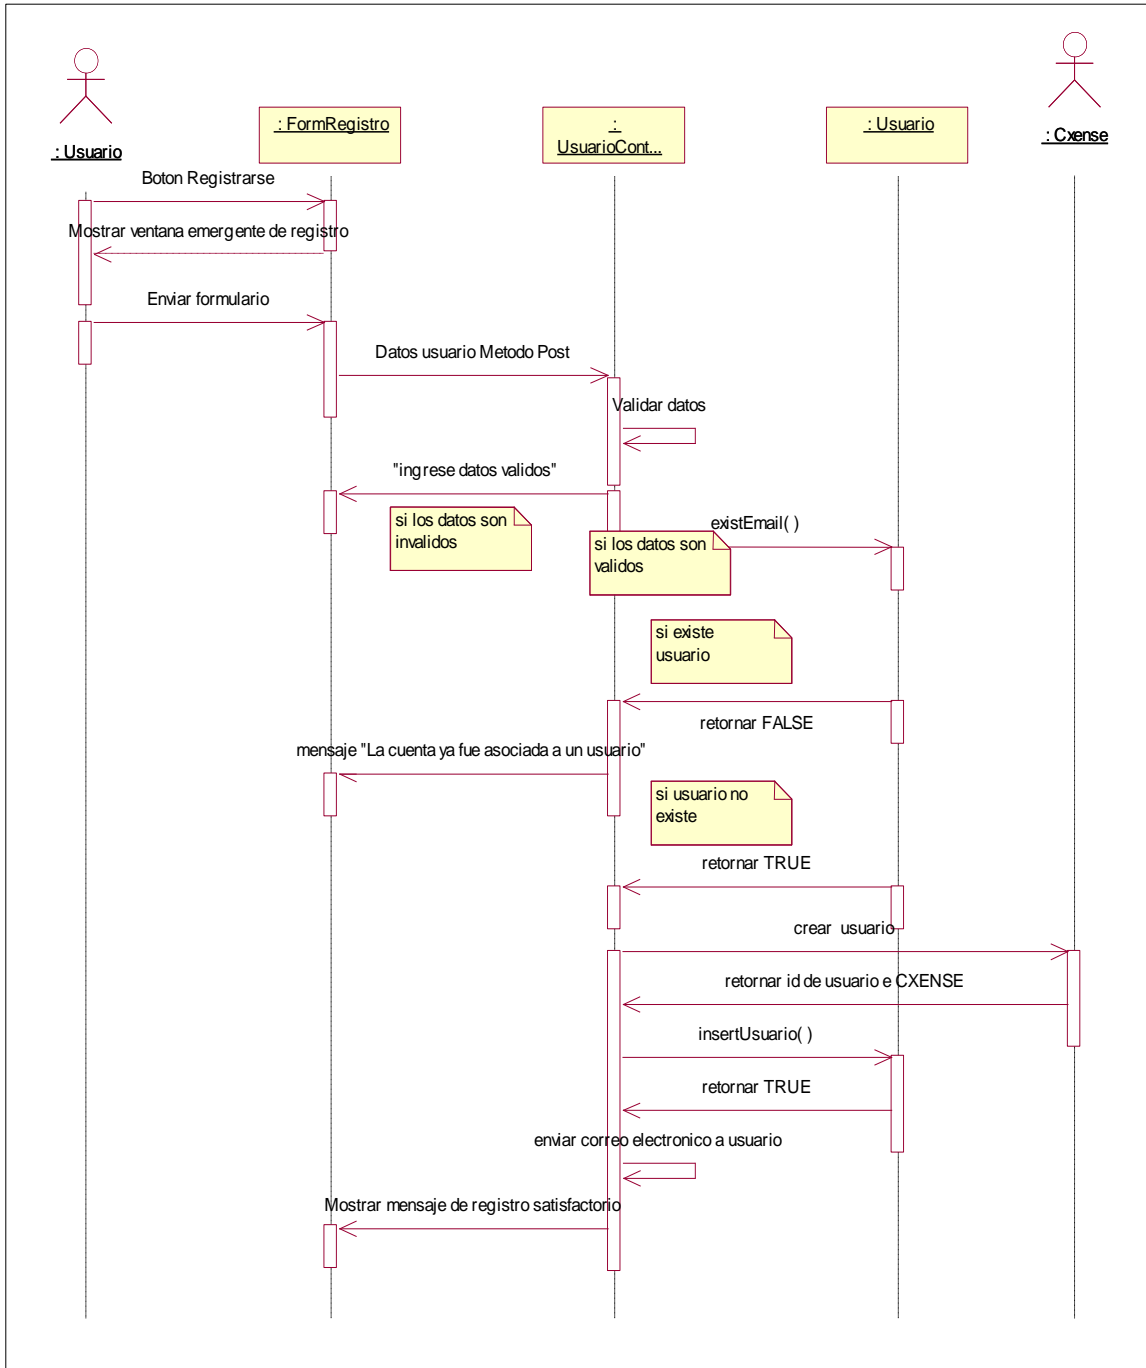 : Usuario
: FormRegistro
:
UsuarioCont...
: Usuario
: Cxense
Boton Registrarse
Mostrar ventana emergente de registro
Enviar formulario
Datos usuario Metodo Post
Validar datos
"ingrese datos validos"
si los datos son
invalidos
si los datos son
validos
existEmail( )
si existe
usuario
retornar FALSE
mensaje "La cuenta ya fue asociada a un usuario"
si usuario no
existe
retornar TRUE
crear usuario
retornar id de usuario e CXENSE
insertUsuario( )
retornar TRUE
enviar correo electronico a usuario
Mostrar mensaje de registro satisfactorio